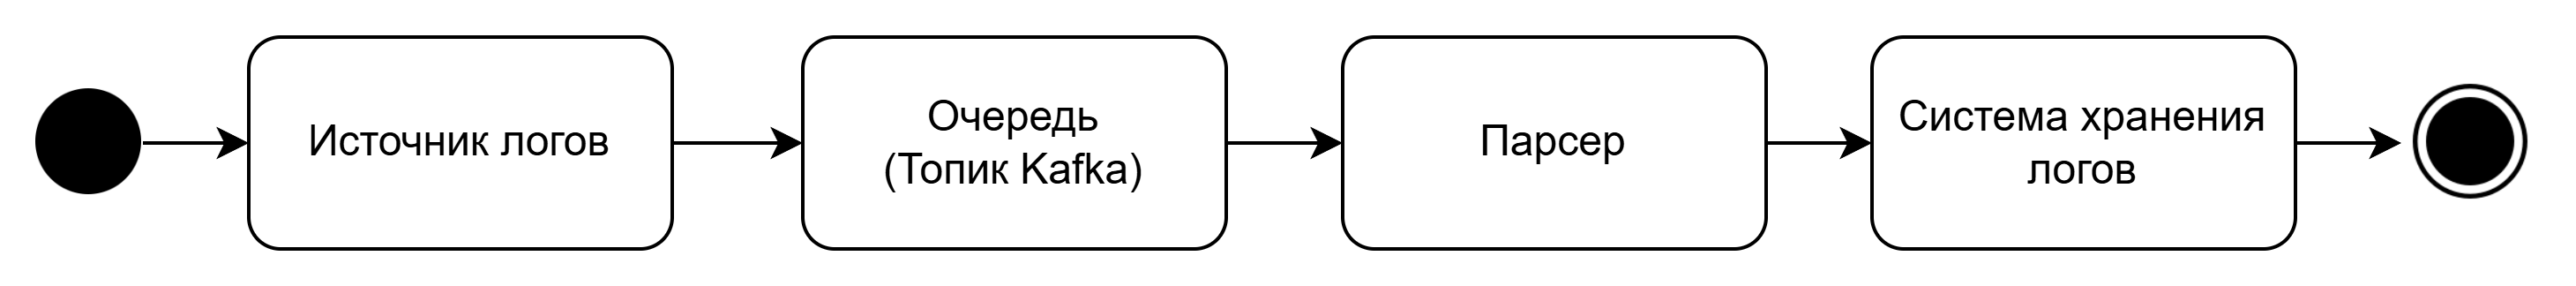 Источник логов
Очередь
(Топик Kafka)
Парсер
Система хранения
логов